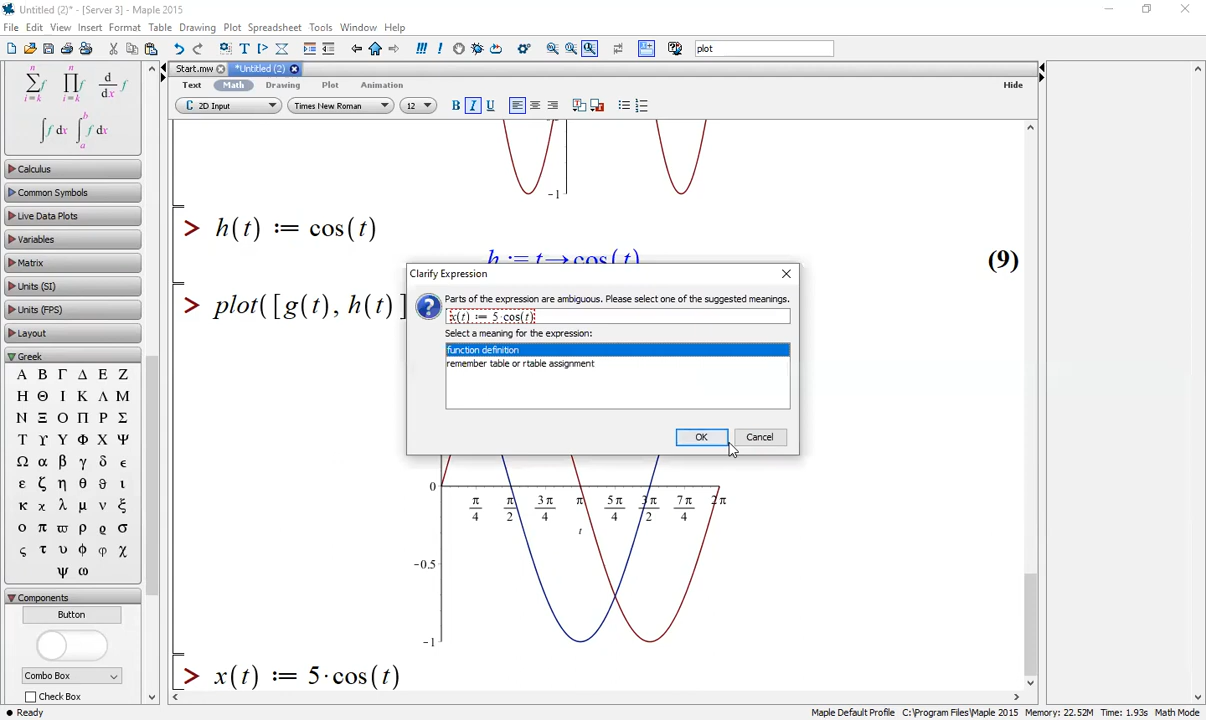 Untitled (2)* - [Server 3] - Maple 2015
File Edit View Insert Format Table Drawing Plot Spreadsheet Tools Window Help
plot
Start.mw *Untitled (2)
Text Math Drawing Plot Animation Hide
C 2D Input Times New Roman 12 B I U
n n
∑f ∏f d/dx f
i=k i=k
∫f dx ∫f dx
b
a
Calculus
Common Symbols
Live Data Plots
Variables
Matrix
Units (SI)
Units (FPS)
Layout
Greek
Α Β Γ Δ Ε Ζ
Η Θ Ι Κ Λ Μ
Ν Ξ Ο Π Ρ Σ
Τ ϒ Υ Φ Χ Ψ
Ω α β γ δ ϵ
ε ζ η θ ϑ ι
κ χ λ μ ν ξ
ο π ϖ ρ ϱ σ
ς τ υ ϕ φ χ
ψ ω
Components
Button
Combo Box
Check Box
-1
> h(t) := cos(t)
h := t→cos(t)
(9)
> plot([g(t), h(t)]
Clarify Expression
Parts of the expression are ambiguous. Please select one of the suggested meanings.
x(t) := 5·cos(t)
Select a meaning for the expression:
function definition
remember table or rtable assignment
OK Cancel
0
π/4 π/2 3π/4 π 5π/4 3π/2 7π/4 2π
t
-0.5
-1
> x(t) := 5·cos(t)
Ready
Maple Default Profile C:\Program Files\Maple 2015 Memory: 22.52M Time: 1.93s Math Mode